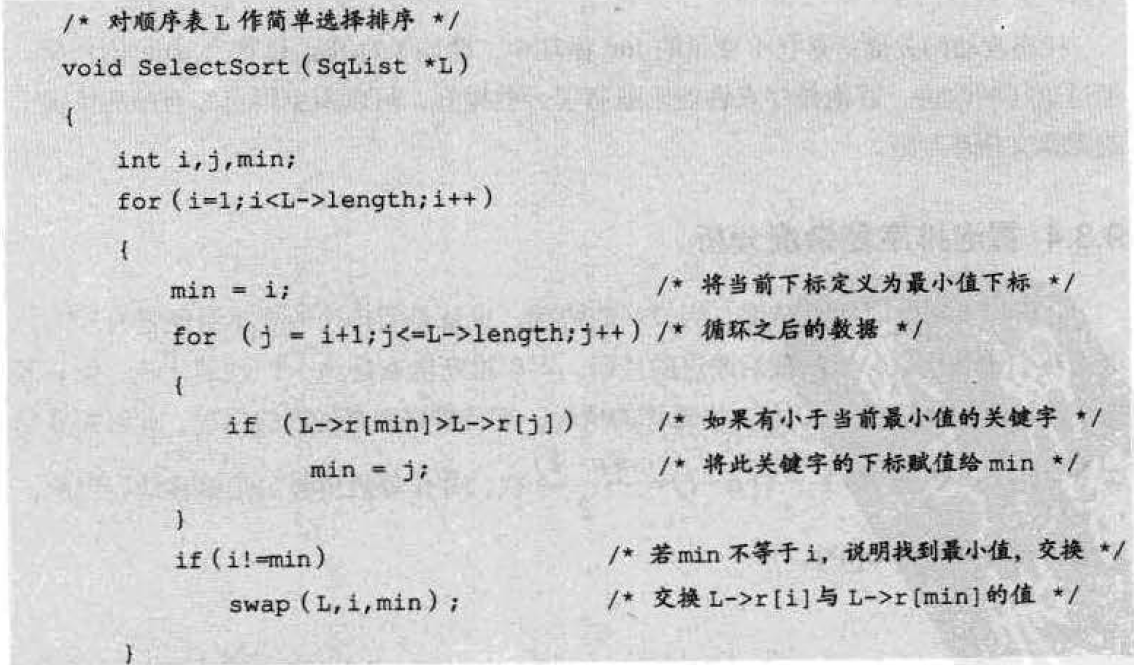 /* 对顺序表 L 作简单选择排序 */
void SelectSort(SqList *L)
{
int i,j,min;
for(i=1;i<L->length;i++)
{
min = i; /* 将当前下标定义为最小值下标 */
for (j = i+1;j<=L->length;j++) /* 循环之后的数据 */
{
if (L->r[min]>L->r[j]) /* 如果有小于当前最小值的关键字 */
min = j; /* 将此关键字的下标赋值给 min */
}
if(i!=min) /* 若 min 不等于 i, 说明找到最小值, 交换 */
swap(L,i,min); /* 交换 L->r[i]与 L->r[min]的值 */
}